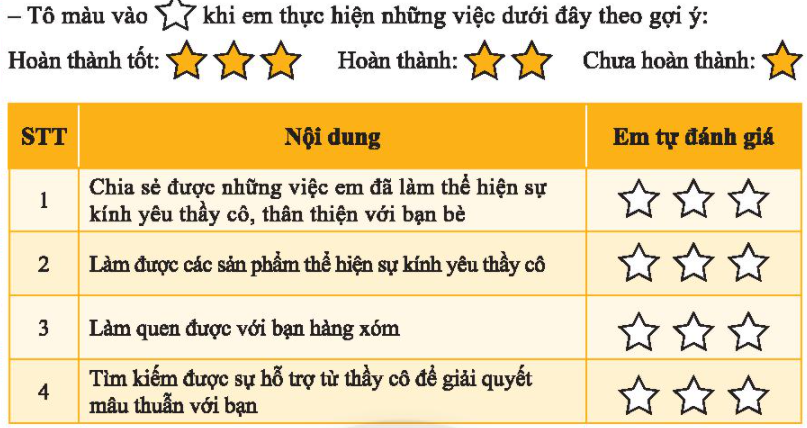 – Tô màu vào khi em thực hiện những việc dưới đây theo gợi ý:
Hoàn thành tốt: Hoàn thành: Chưa hoàn thành:
STT Nội dung Em tự đánh giá
1 Chia sẻ được những việc em đã làm thể hiện sự
kính yêu thầy cô, thân thiện với bạn bè
2 Làm được các sản phẩm thể hiện sự kính yêu thầy cô
3 Làm quen được với bạn hàng xóm
4 Tìm kiếm được sự hỗ trợ từ thầy cô để giải quyết
mâu thuẫn với bạn